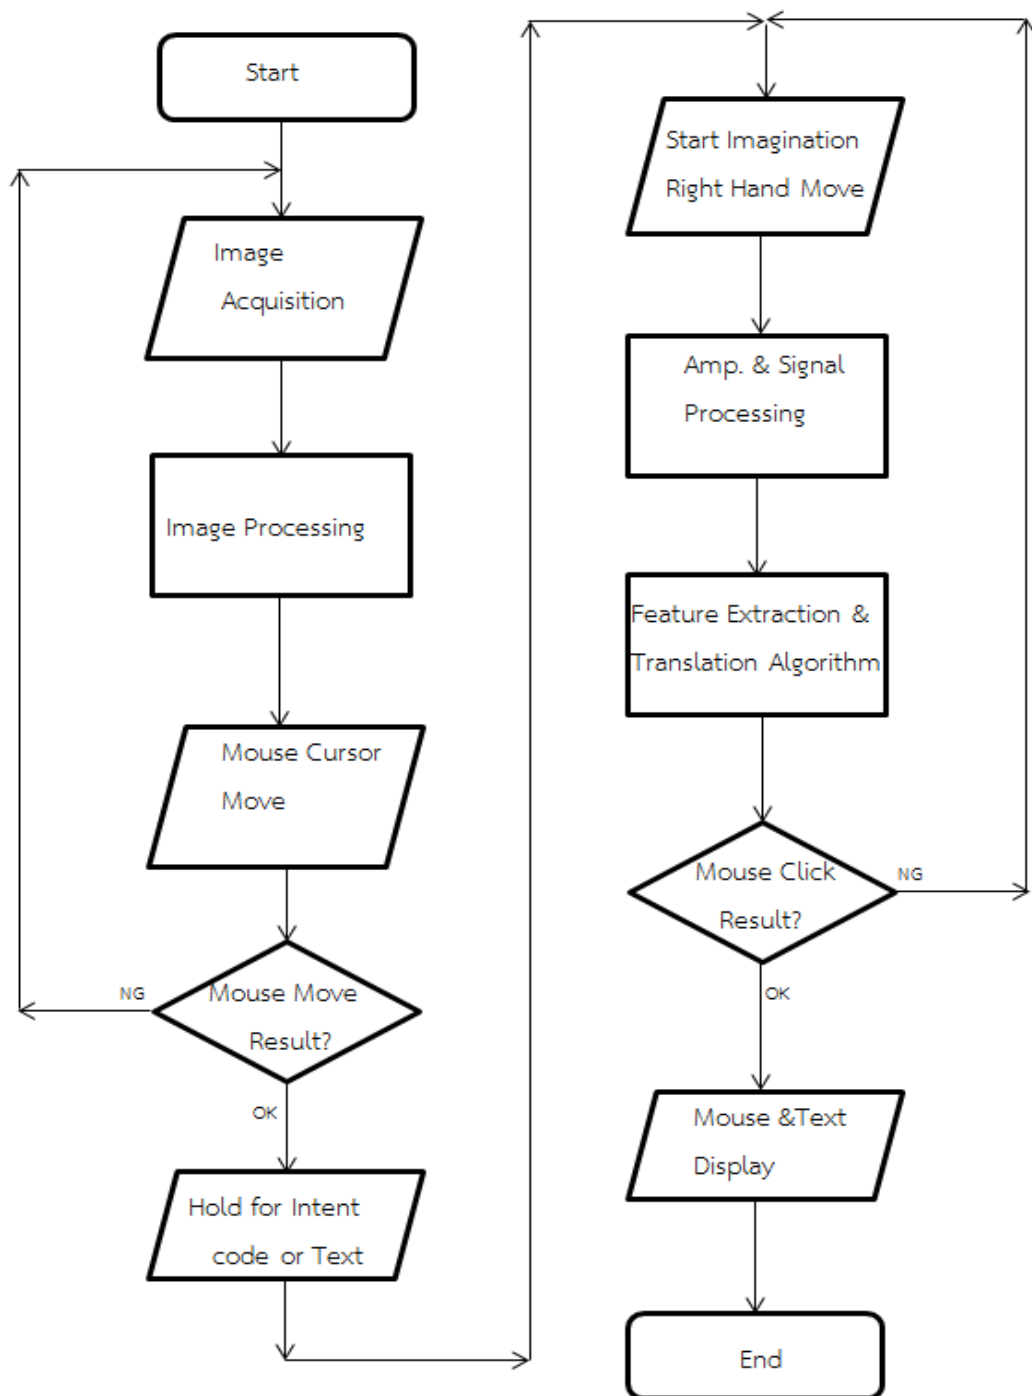 Start
Image
Acquisition
Image Processing
Mouse Cursor
Move
NG
Mouse Move
Result?
OK
Hold for Intent
code or Text
Start Imagination
Right Hand Move
Amp. & Signal
Processing
Feature Extraction &
Translation Algorithm
Mouse Click
Result?
NG
OK
Mouse &Text
Display
End